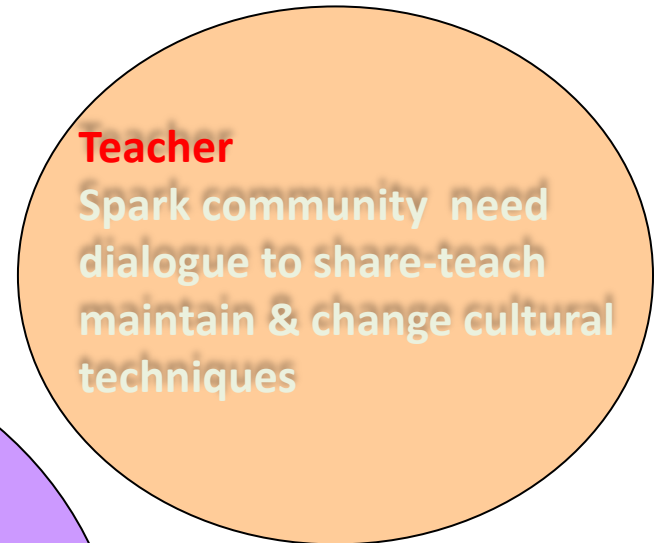 Teacher
Spark community  need
dialogue to share-teach
maintain & change cultural
techniques